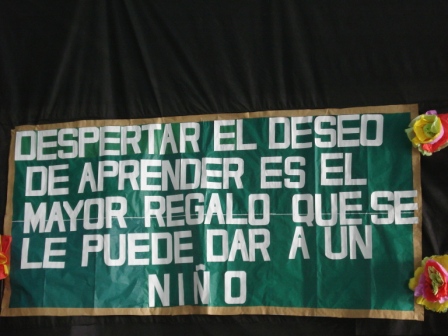 DESPERTAR EL DESEO
DE APRENDER ES EL
MAYOR REGALO QUE SE
LE PUEDE DAR A UN
NIÑO